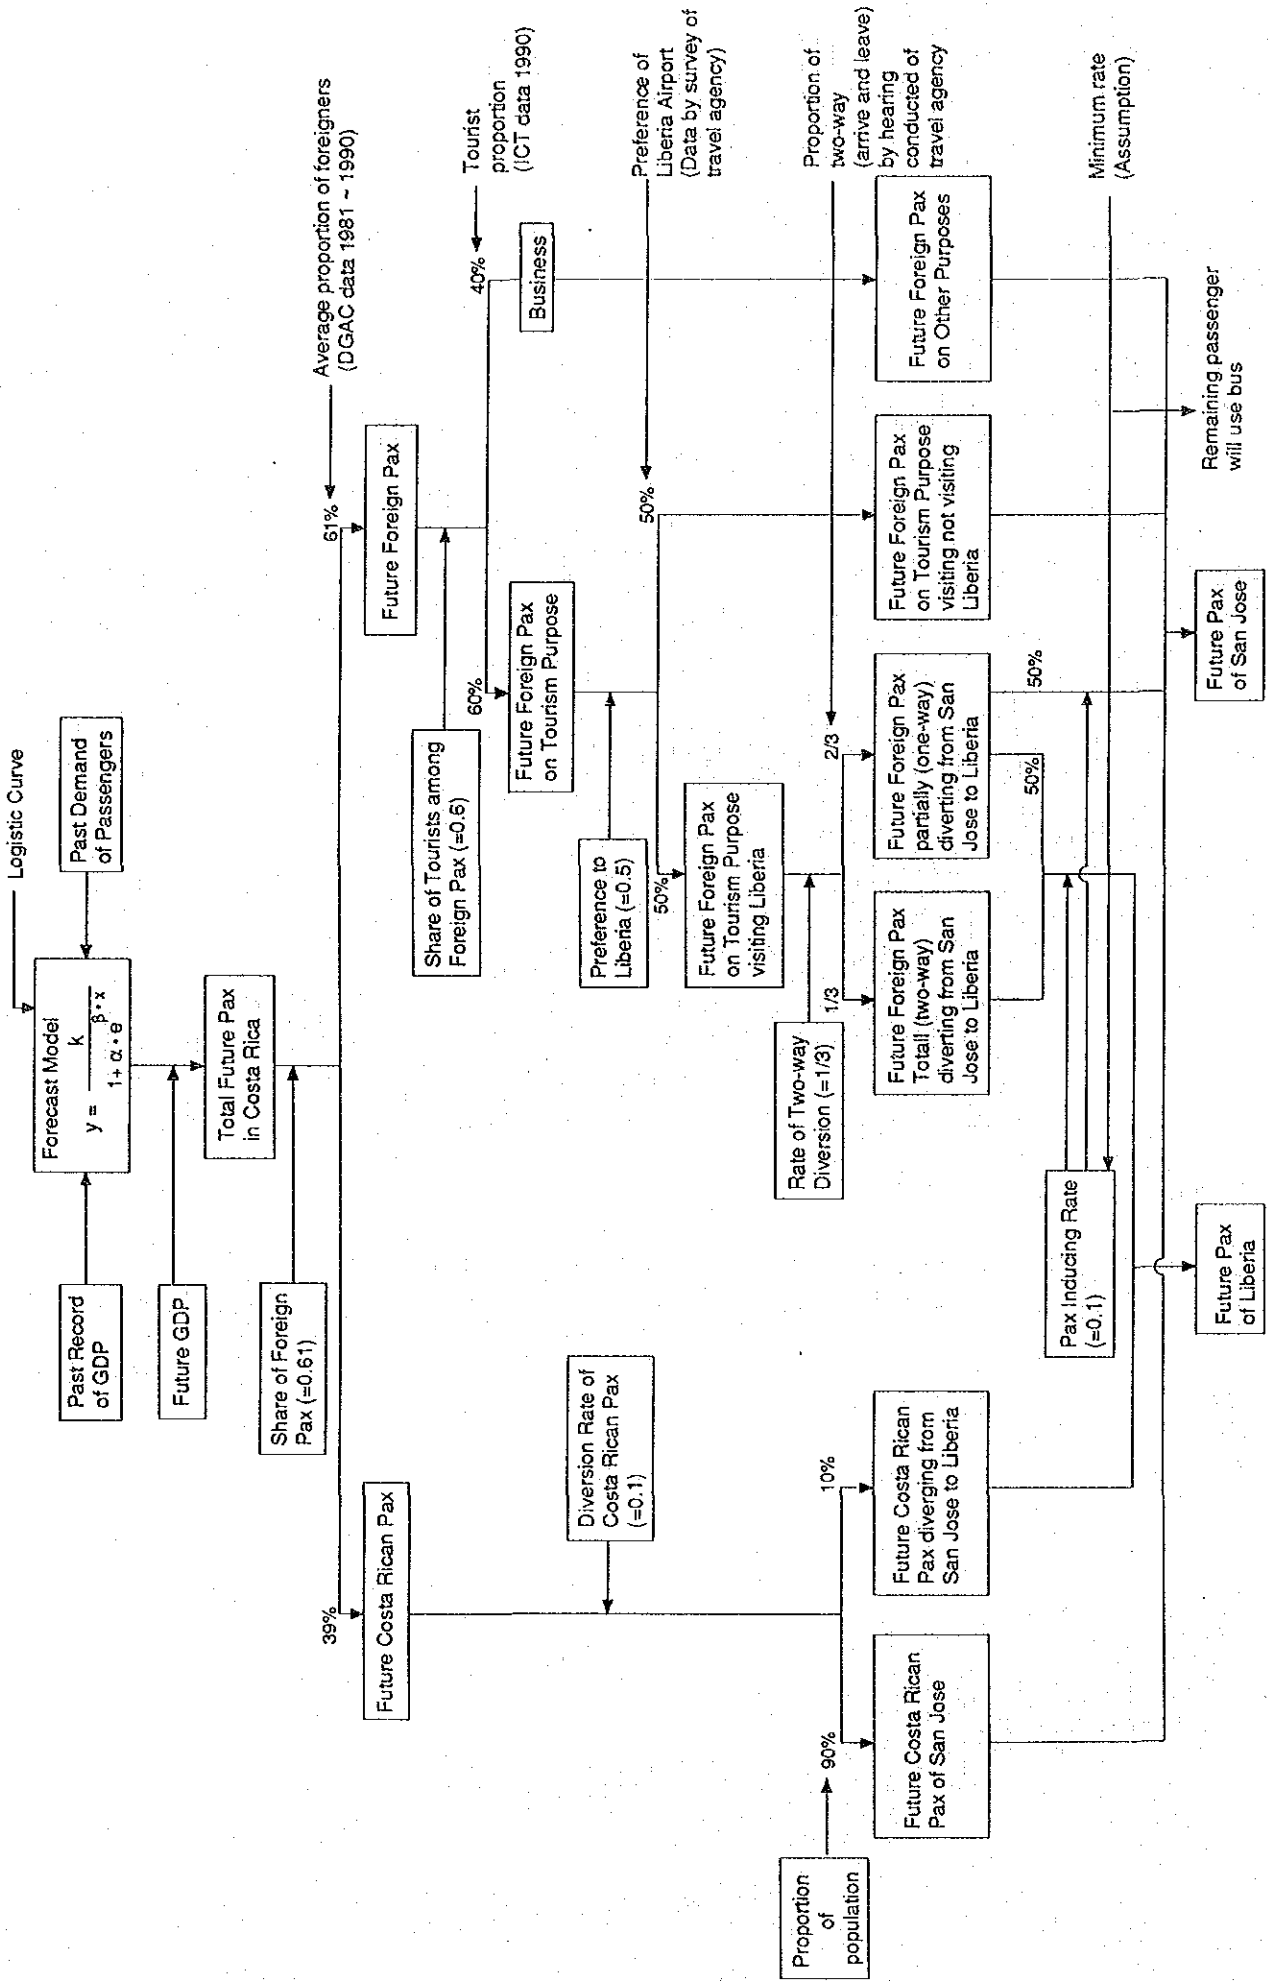 Logistic Curve
Forecast Model
y = k / 1+ α • e β • x
Past Demand
of Passengers
Past Record
of GDP
Future GDP
Total Future Pax
in Costa Rica
Share of Foreign
Pax (=0.61)
39%
61%
Average proportion of foreigners
(DGAC data 1981 ~ 1990)
Future Costa Rican Pax
Future Foreign Pax
Share of Tourists among
Foreign Pax (=0.6)
60%
40%
Tourist
proportion
(ICT data 1990)
Future Foreign Pax
on Tourism Purpose
Business
Diversion Rate of
Costa Rican Pax
(=0.1)
Preference to
Liberia (=0.5)
50%
50%
Preference of
Liberia Airport
(Data by survey of
travel agency)
Future Foreign Pax
on Tourism Purpose
visiting Liberia
Rate of Two-way
Diversion (=1/3)
Proportion
of
population
90%
10%
1/3
2/3
Proportion of
two-way
(arrive and leave)
by hearing
conducted of
travel agency
Future Costa Rican
Pax of San Jose
Future Costa Rican
Pax diverging from
San Jose to Liberia
Future Foreign Pax
Totall (two-way)
diverting from San
Jose to Liberia
Future Foreign Pax
partially (one-way)
diverting from San
Jose to Liberia
Future Foreign Pax
on Tourism Purpose
visiting not visiting
Liberia
Future Foreign Pax
on Other Purposes
50%
50%
Pax Inducing Rate
(=0.1)
Minimum rate
(Assumption)
Future Pax
of Liberia
Future Pax
of San Jose
Remaining passenger
will use bus